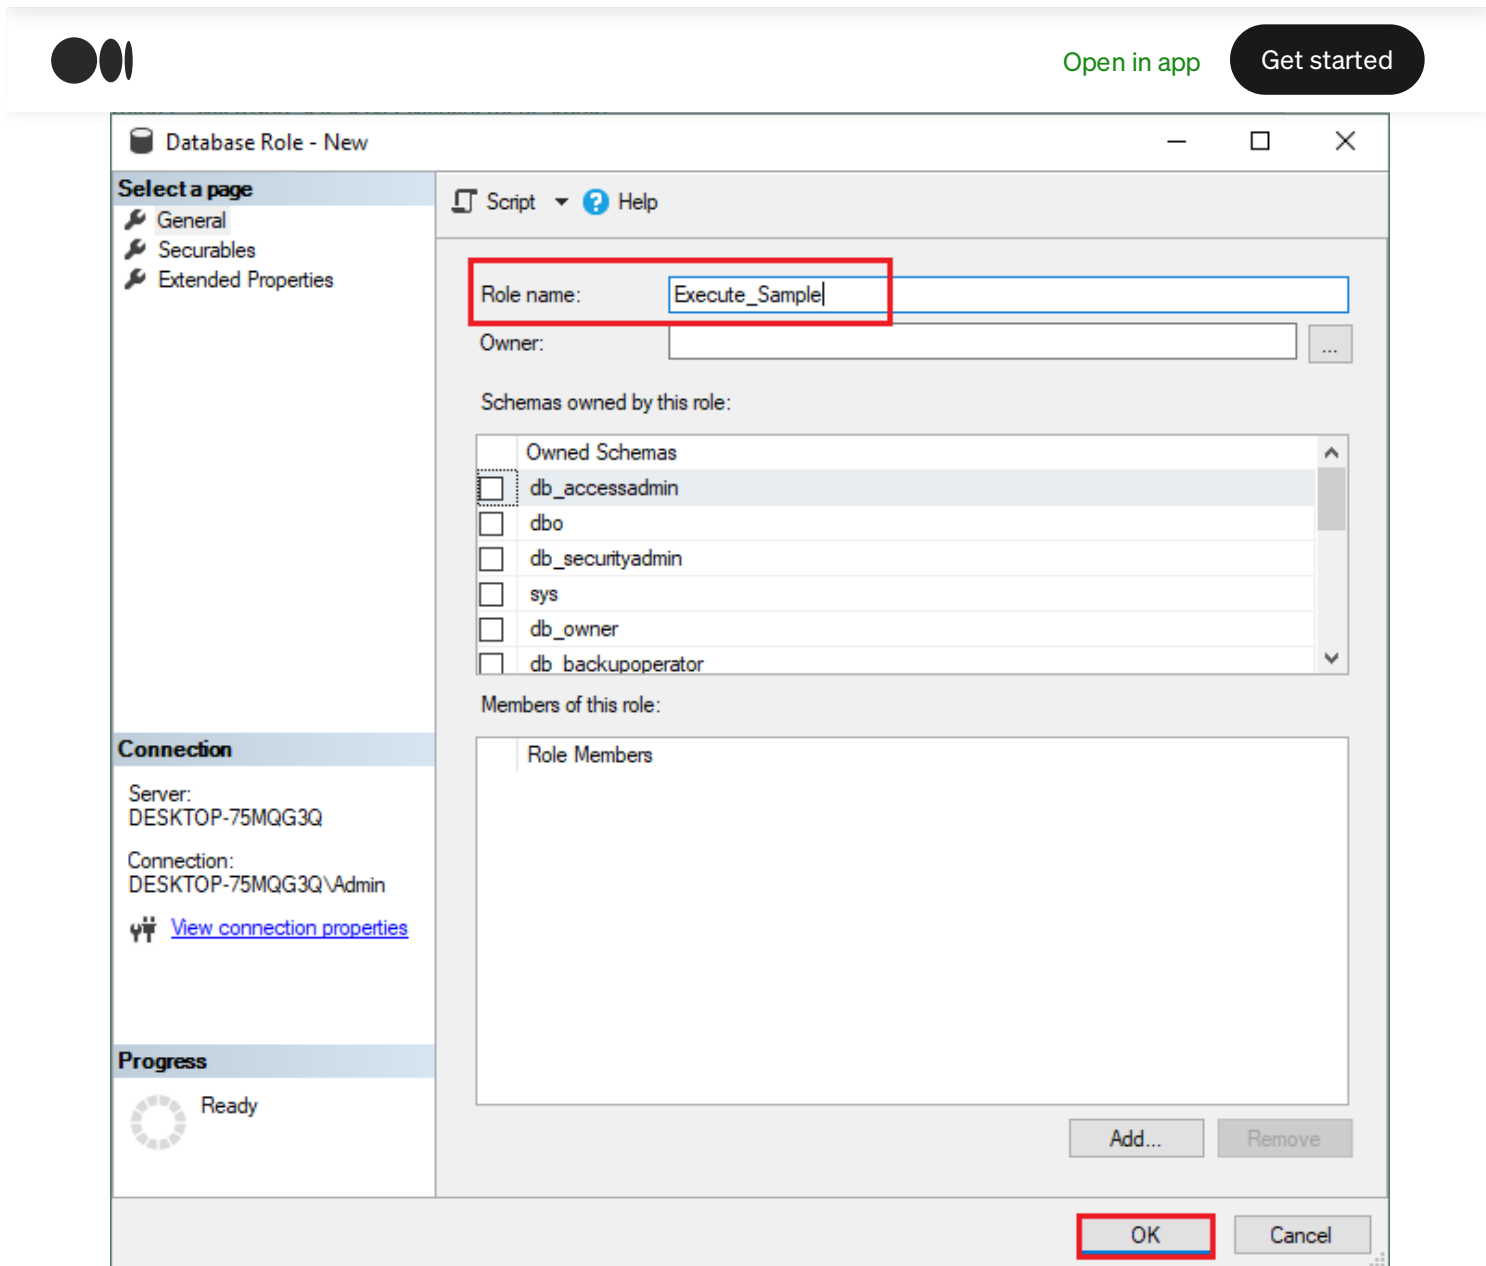 Open in app
Get started
Database Role - New
Select a page
General
Securables
Extended Properties
Script
Help
Role name:
Execute_Sample
Owner:
...
Schemas owned by this role:
Owned Schemas
db_accessadmin
dbo
db_securityadmin
sys
db_owner
db_backupoperator
Members of this role:
Role Members
Connection
Server:
DESKTOP-75MQG3Q
Connection:
DESKTOP-75MQG3Q\Admin
View connection properties
Progress
Ready
Add...
Remove
OK
Cancel